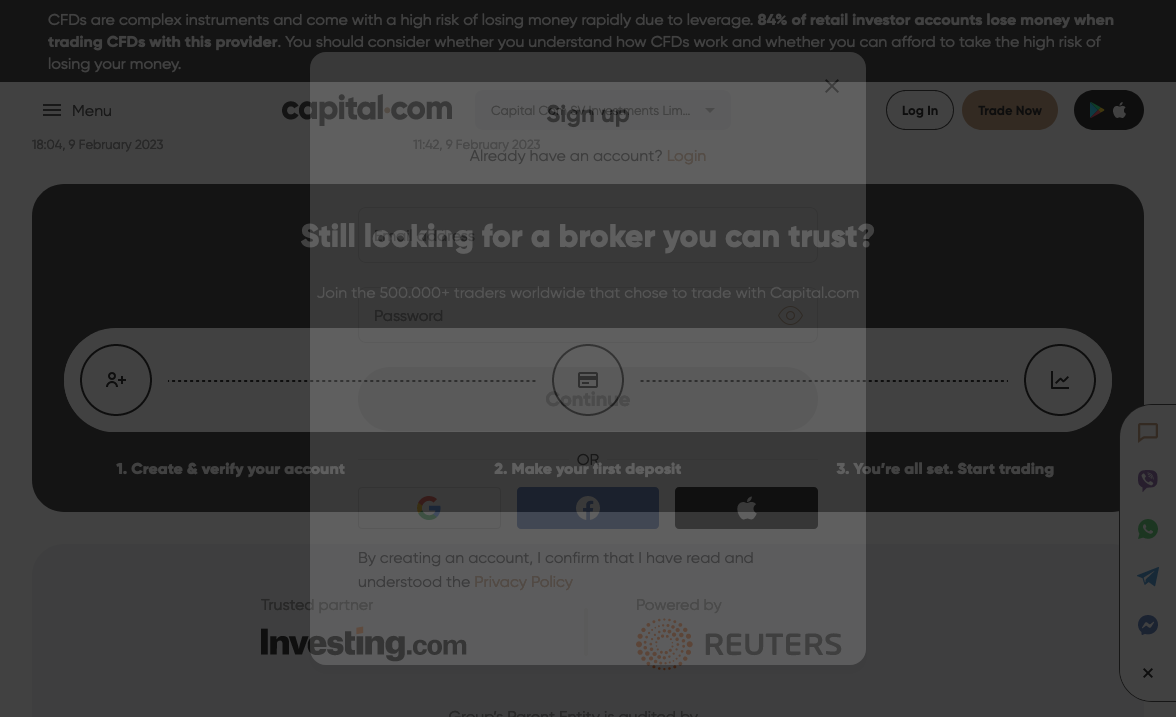 CFDs are complex instruments and come with a high risk of losing money rapidly due to leverage. 84% of retail investor accounts lose money when
trading CFDs with this provider. You should consider whether you understand how CFDs work and whether you can afford to take the high risk of
losing your money.
Menu
capital.com
Capital Com SV Investments Lim...
Log In
Trade Now
Sign up
18:04, 9 February 2023
11:42, 9 February 2023
Already have an account? Login
Still looking for a broker you can trust?
Email address
Join the 500.000+ traders worldwide that chose to trade with Capital.com
Password
Continue
OR
1. Create & verify your account
2. Make your first deposit
3. You're all set. Start trading
By creating an account, I confirm that I have read and
understood the Privacy Policy
Trusted partner
Powered by
Investing.com
REUTERS
Group's Parent Entity is audited by